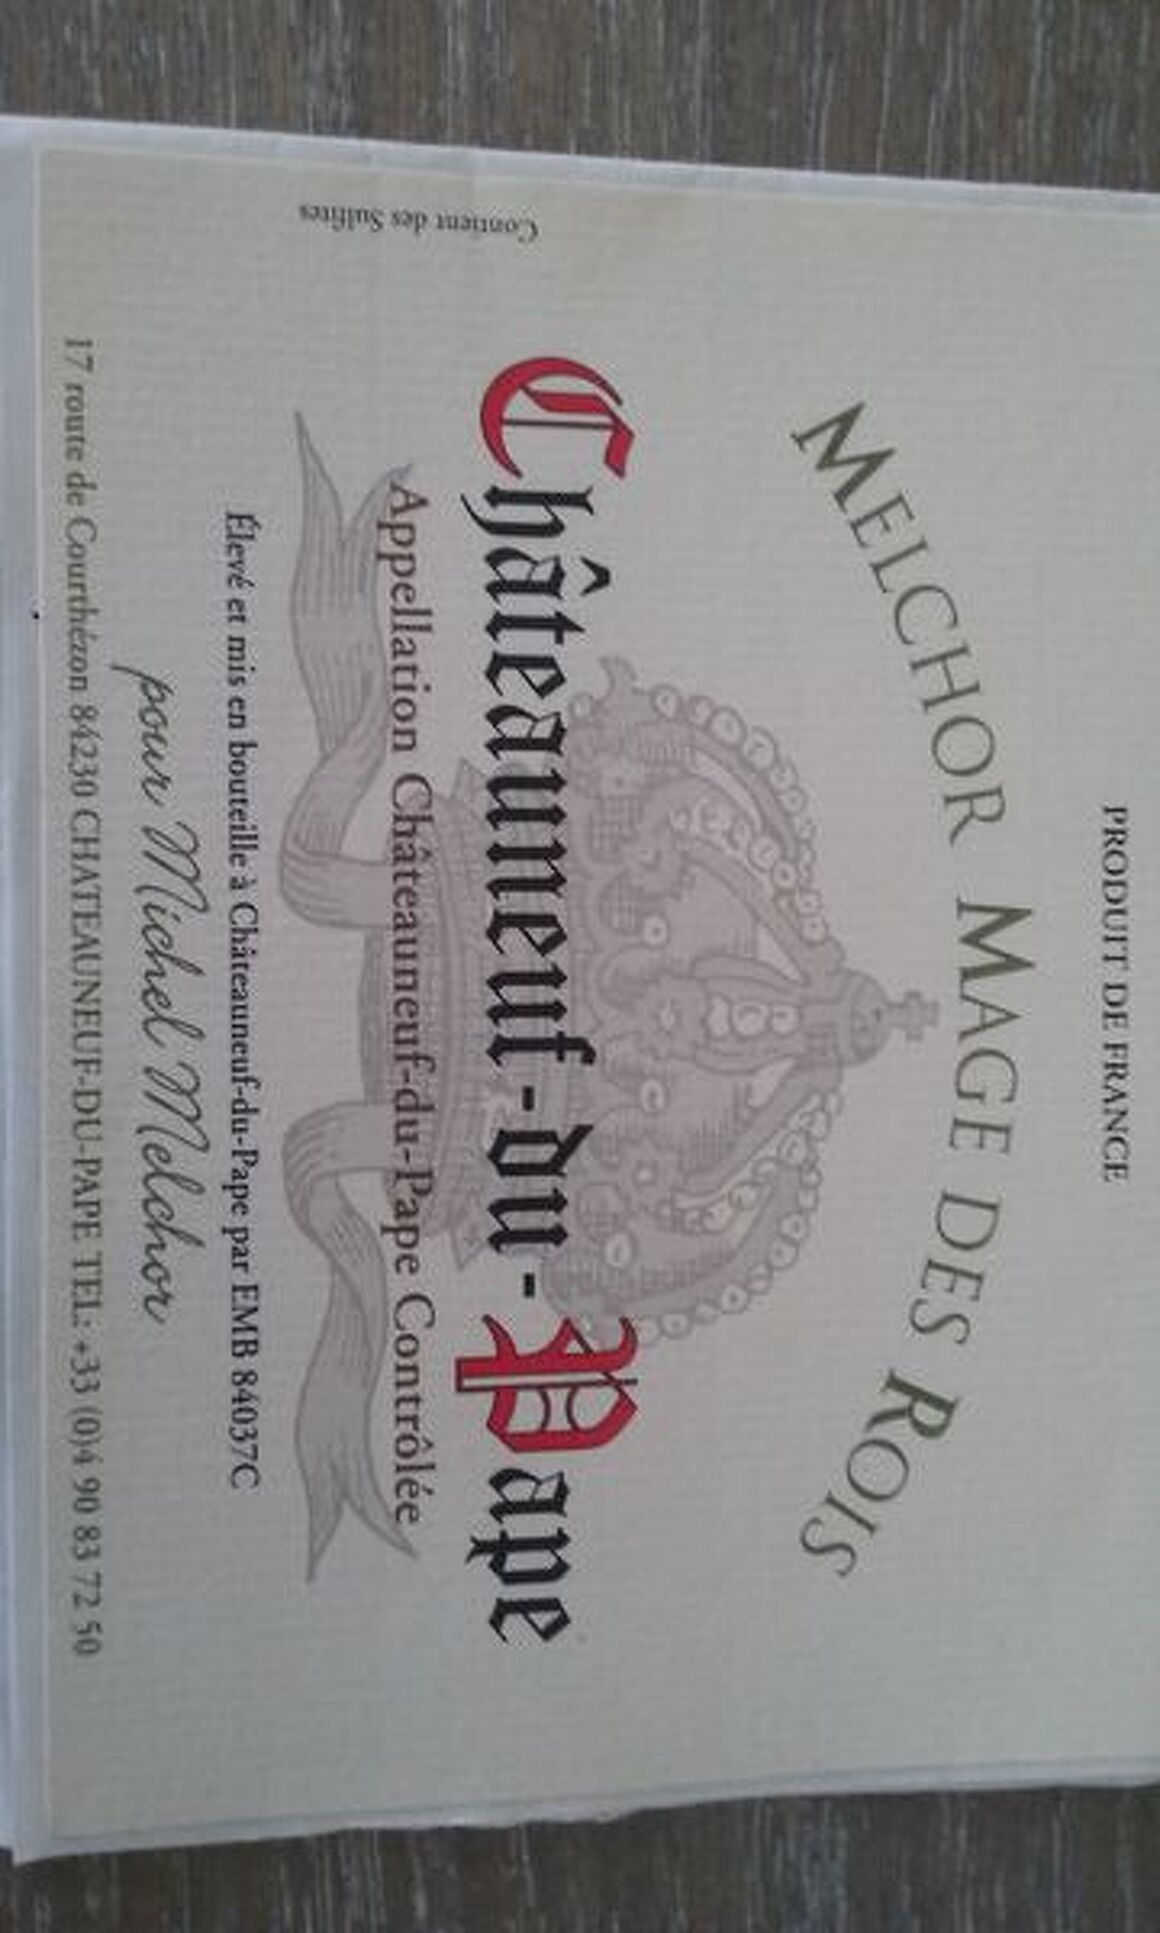 PRODUIT DE FRANCE
MELCHOR MAGE DES ROIS
Châteauneuf-du-Pape
Appellation Châteauneuf-du-Pape Contrôlée
Élevé et mis en bouteille à Châteauneuf-du-Pape par EMB 84037C
pour Michel Melchor
17 route de Courthézon 84230 CHATEAUNEUF-DU-PAPE TEL: +33 (0)4 90 83 72 50
Contient des Sulfites